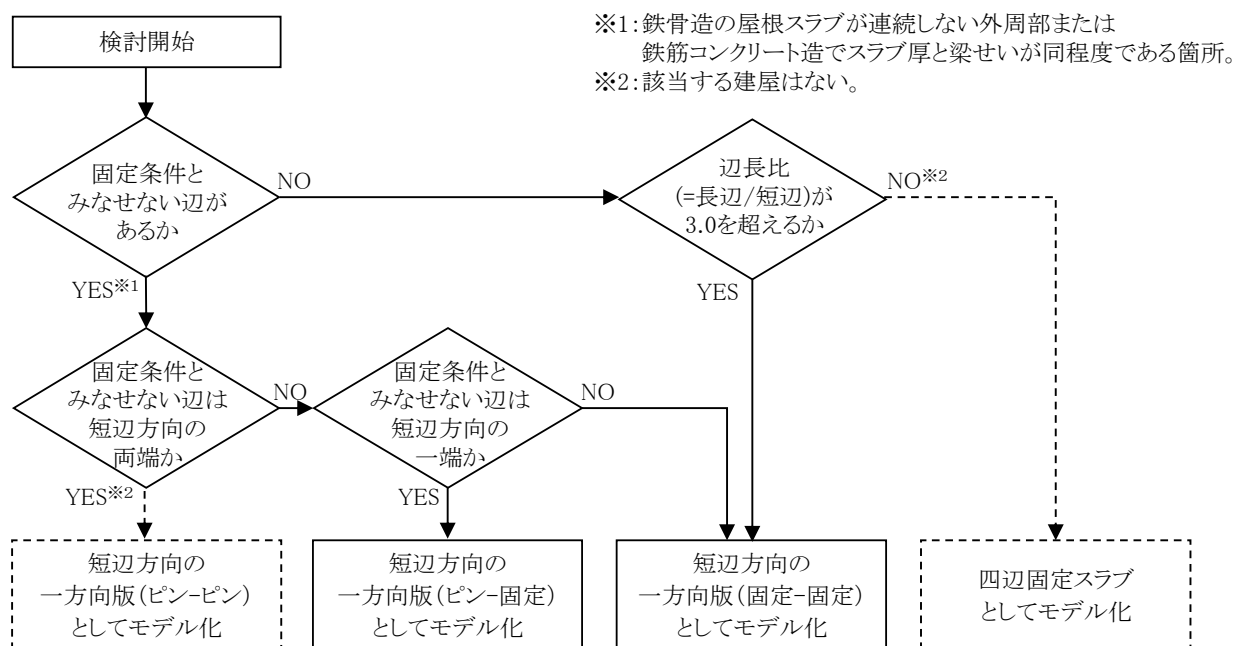 検討開始
※1:鉄骨造の屋根スラブが連続しない外周部または
鉄筋コンクリート造でスラブ厚と梁せいが同程度である箇所。
※2:該当する建屋はない。
固定条件と
みなせない辺が
あるか
NO
辺長比
(=長辺/短辺)が
3.0を超えるか
NO※2
YES※1
YES
固定条件と
みなせない辺は
短辺方向の
両端か
NO
固定条件と
みなせない辺は
短辺方向の
一端か
NO
YES※2
YES
短辺方向の
一方向版(ピン-ピン)
としてモデル化
短辺方向の
一方向版(ピン-固定)
としてモデル化
短辺方向の
一方向版(固定-固定)
としてモデル化
四辺固定スラブ
としてモデル化